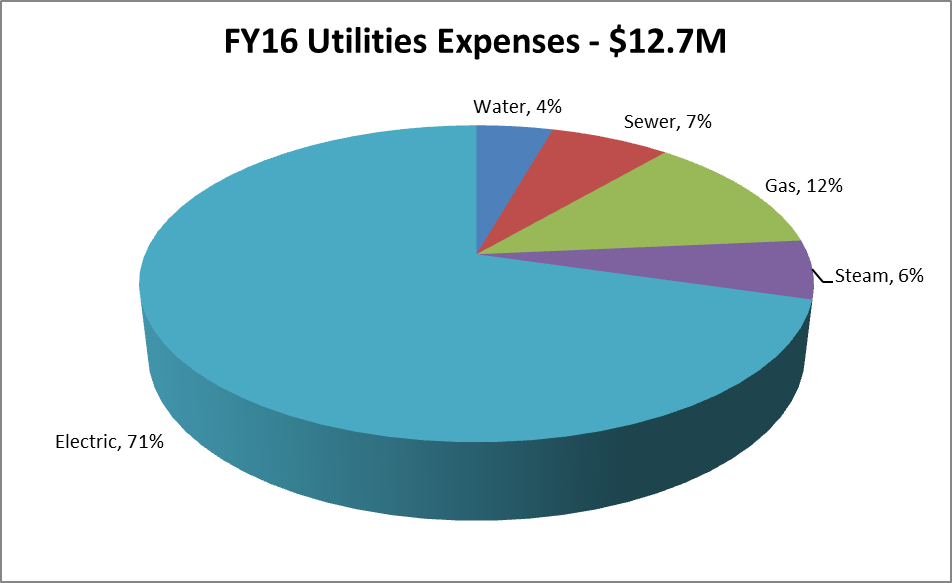 FY16 Utilities Expenses - $12.7M
Water, 4%
Sewer, 7%
Gas, 12%
Steam, 6%
Electric, 71%